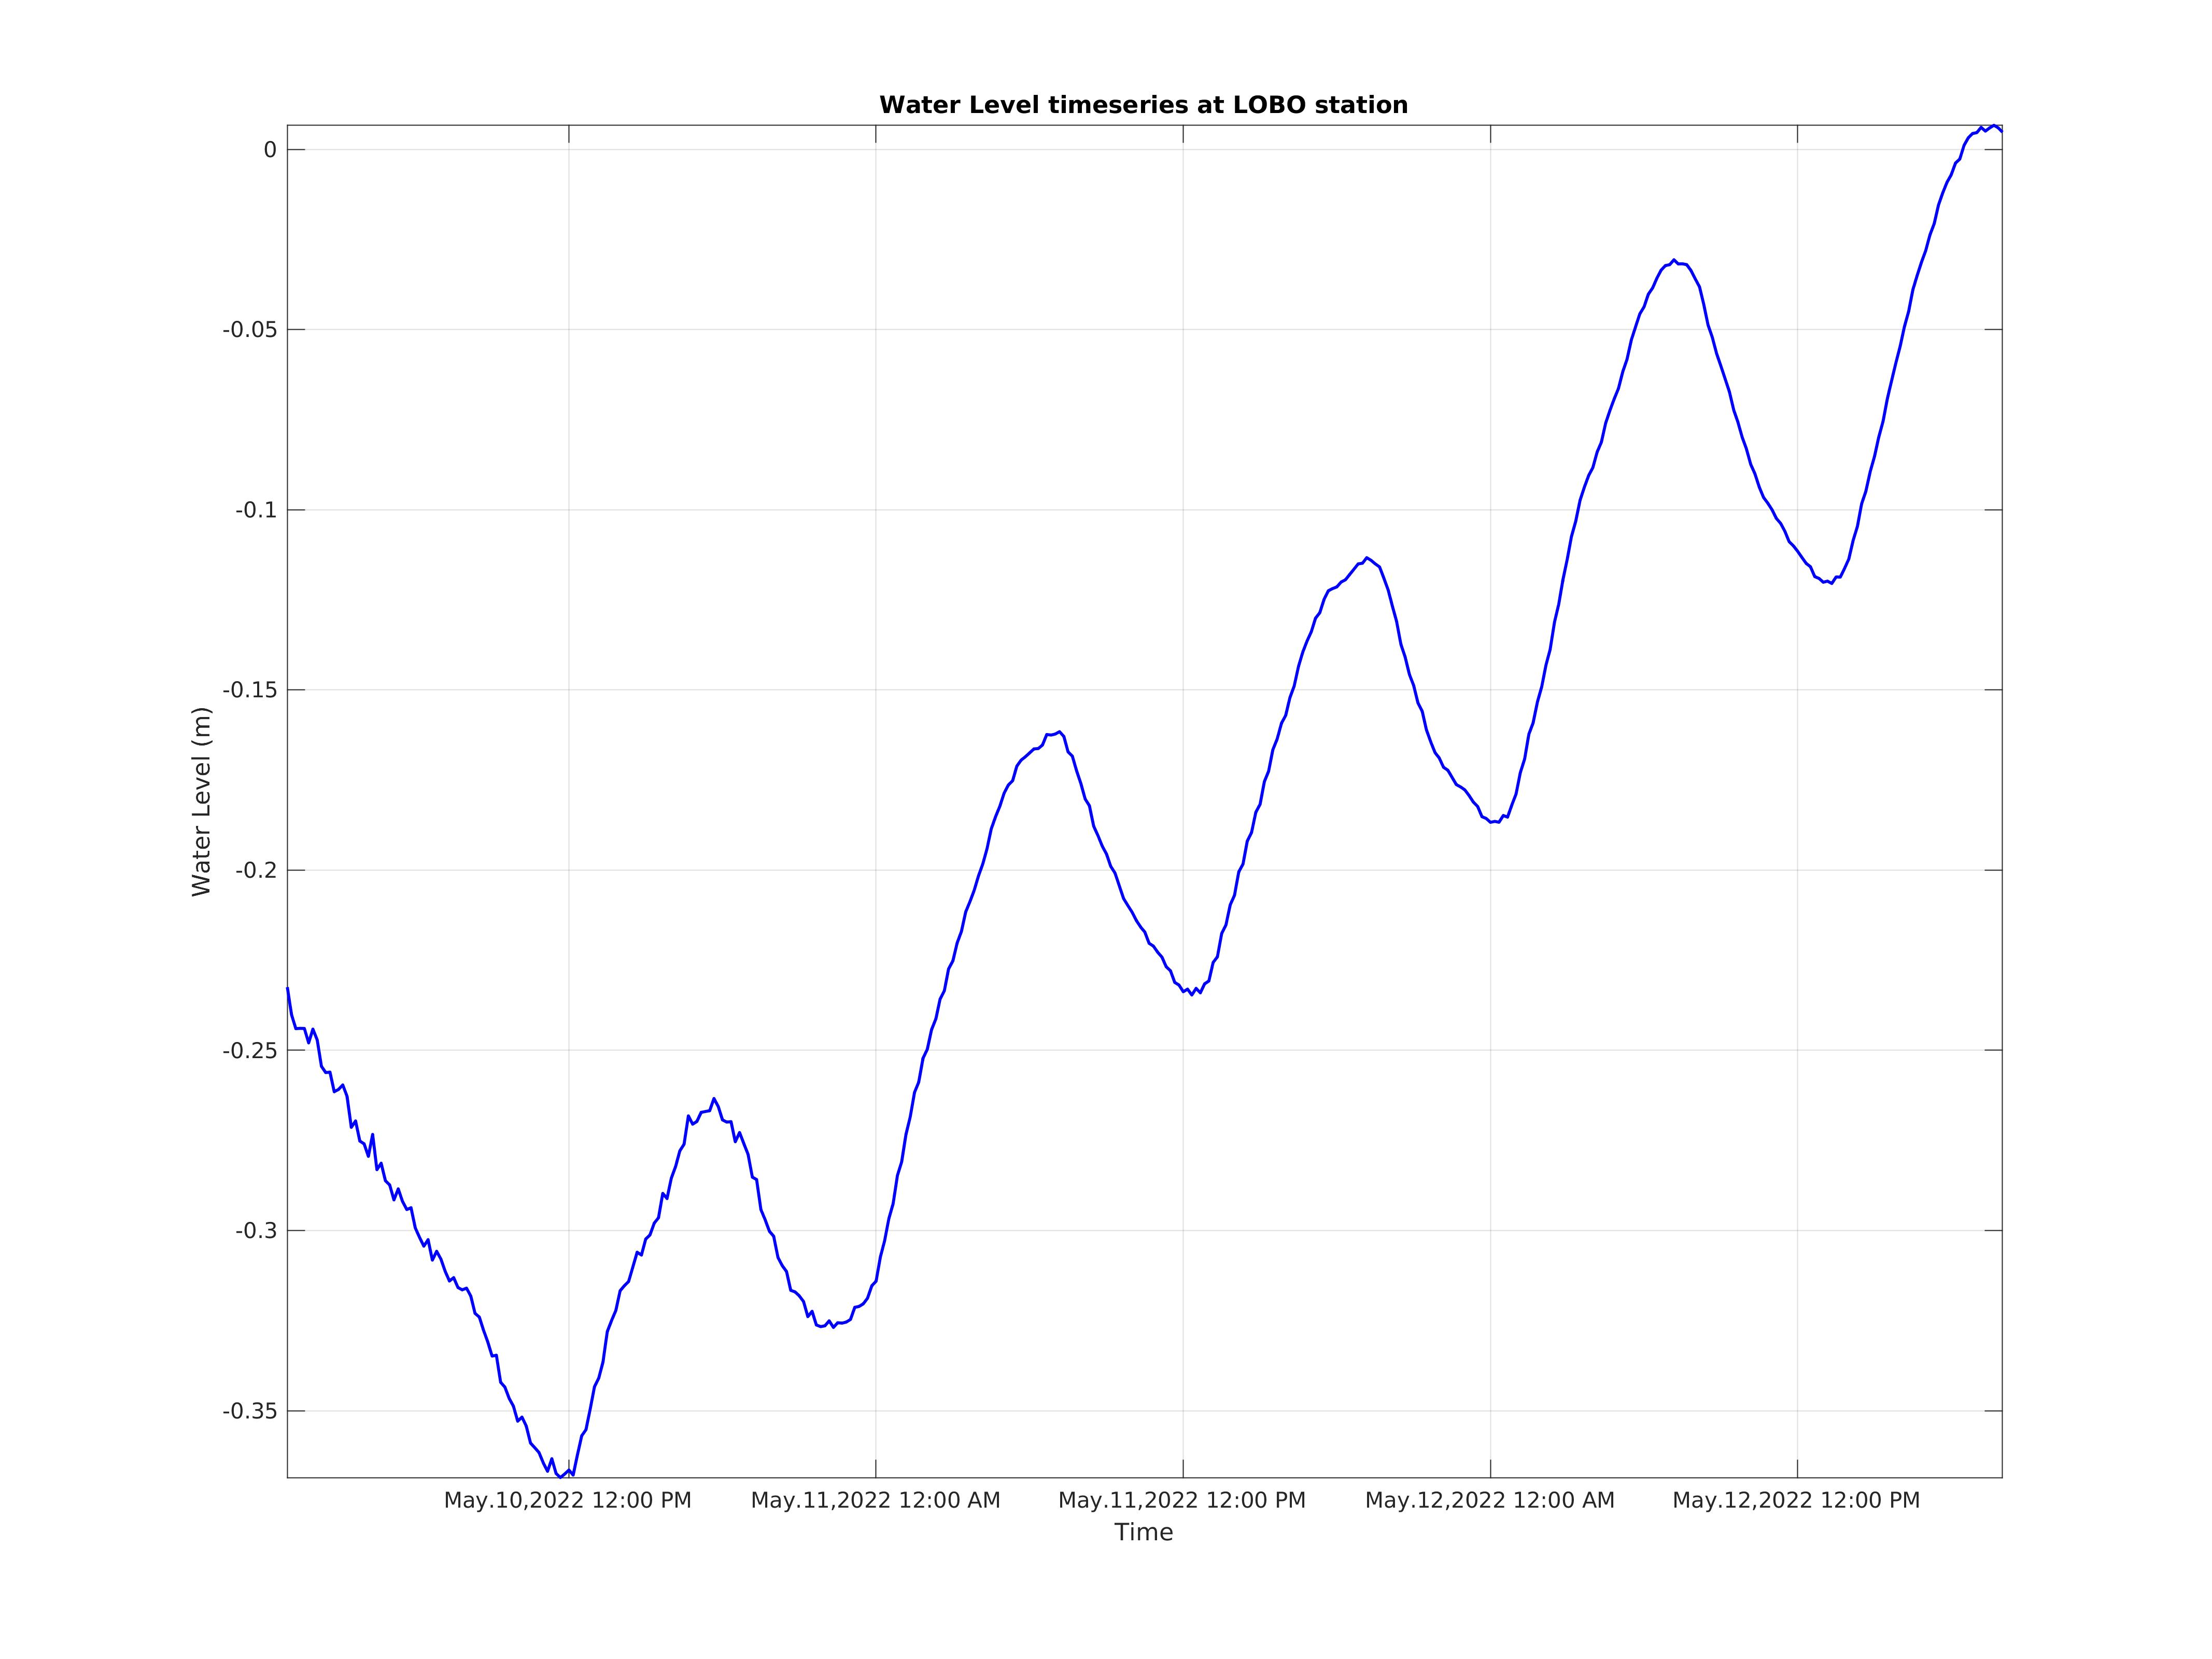 Water Level timeseries at LOBO station
0
-0.05
-0.1
-0.15
-0.2
-0.25
-0.3
-0.35
Water Level (m)
May.10,2022 12:00 PM
May.11,2022 12:00 AM
May.11,2022 12:00 PM
May.12,2022 12:00 AM
May.12,2022 12:00 PM
Time